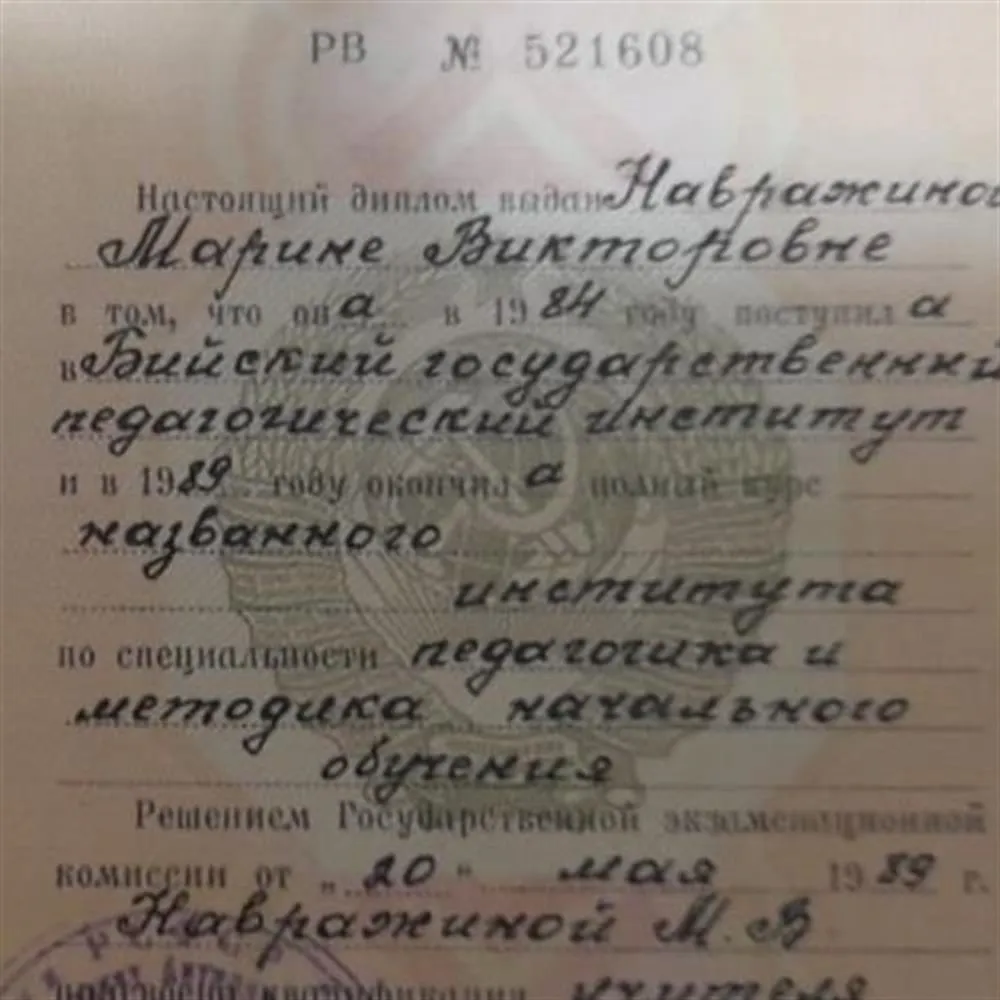 РВ № 521608
Настоящий диплом выдан Навражиной
Марине Викторовне
в том, что она в 1984 году поступила
в Бийский государственный
педагогический институт
и в 1989 году окончила полный курс
названного
института
по специальности педагогика и
методика начального
обучения
Решением Государственной экзаменационной
комиссии от „20“ мая 1989 г.
Навражиной М. В
присвоена квалификация учителя